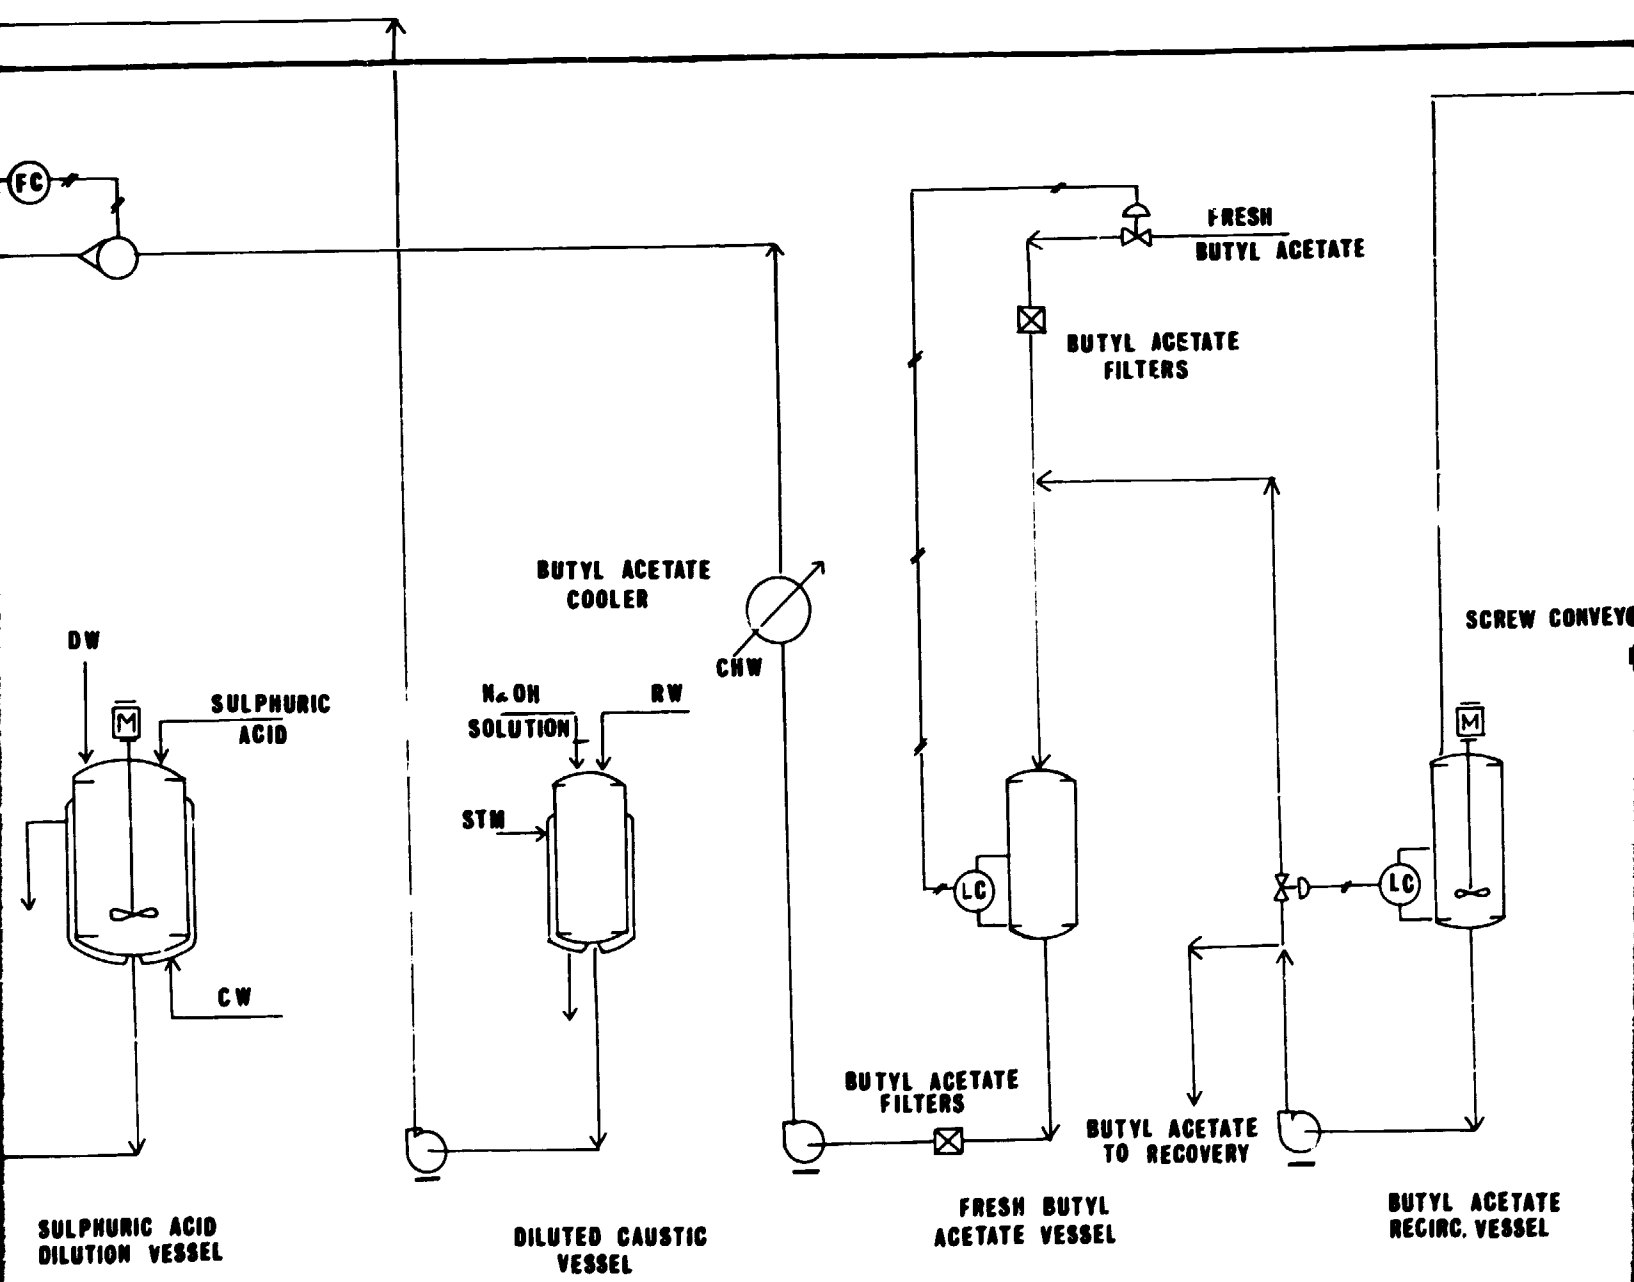 FC
FRESH
BUTYL ACETATE
BUTYL ACETATE
FILTERS
BUTYL ACETATE
COOLER
CHW
SCREW CONVEYO
DW
M
SULPHURIC
ACID
CW
NaOH
SOLUTION
RW
STM
LC
M
LC
BUTYL ACETATE
FILTERS
BUTYL ACETATE
TO RECOVERY
SULPHURIC ACID
DILUTION VESSEL
DILUTED CAUSTIC
VESSEL
FRESH BUTYL
ACETATE VESSEL
BUTYL ACETATE
RECIRC. VESSEL